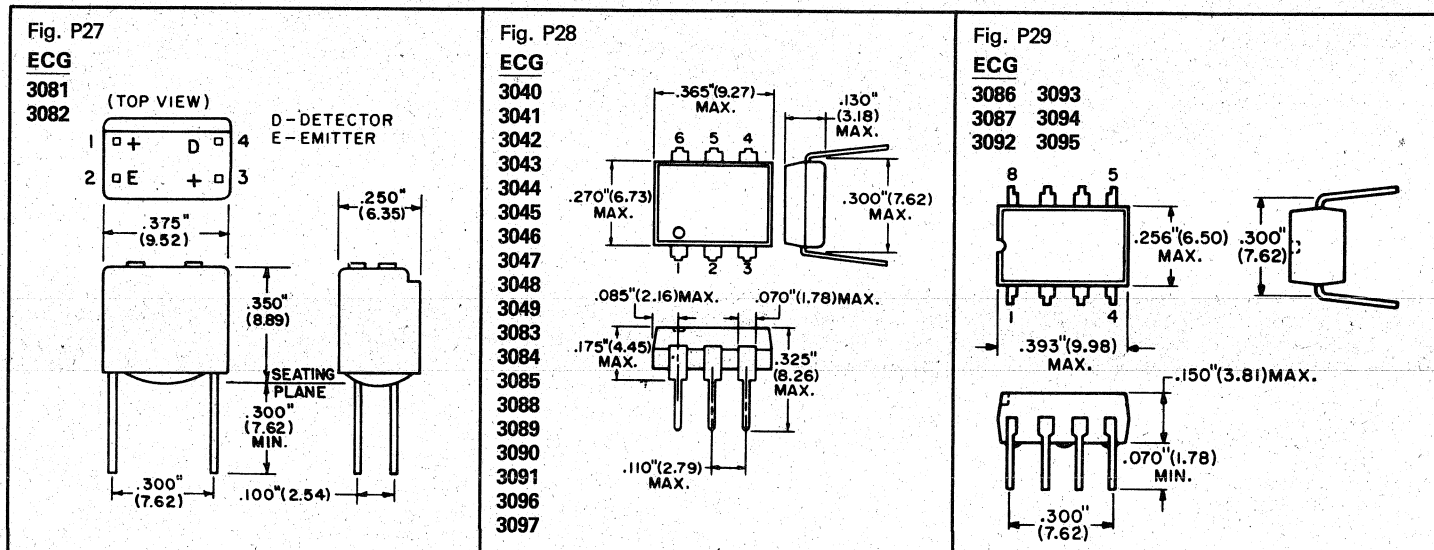 Fig. P27
ECG
3081
3082
(TOP VIEW)
D-DETECTOR
E-EMITTER
1 + D 4
2 E + 3
.375"
(9.52)
.250"
(6.35)
.350"
(8.89)
SEATING
PLANE
.300"
(7.62)
MIN.
.300"
(7.62)
.100"(2.54)
Fig. P28
ECG
3040
3041
3042
3043
3044
3045
3046
3047
3048
3049
3083
3084
3085
3088
3089
3090
3091
3096
3097
.365"(9.27)
MAX.
.130"
(3.18)
MAX.
6 5 4
.270"(6.73)
MAX.
.300"(7.62)
MAX.
1 2 3
.085"(2.16)MAX.
.070"(1.78)MAX.
.175"(4.45)
MAX.
.325"
(8.26)
MAX.
.110"(2.79)
MAX.
Fig. P29
ECG
3086 3093
3087 3094
3092 3095
8 5
.256"(6.50)
MAX.
.300"
(7.62)
1 4
.393"(9.98)
MAX.
.150"(3.81)MAX.
.070"(1.78)
MIN.
.300"
(7.62)